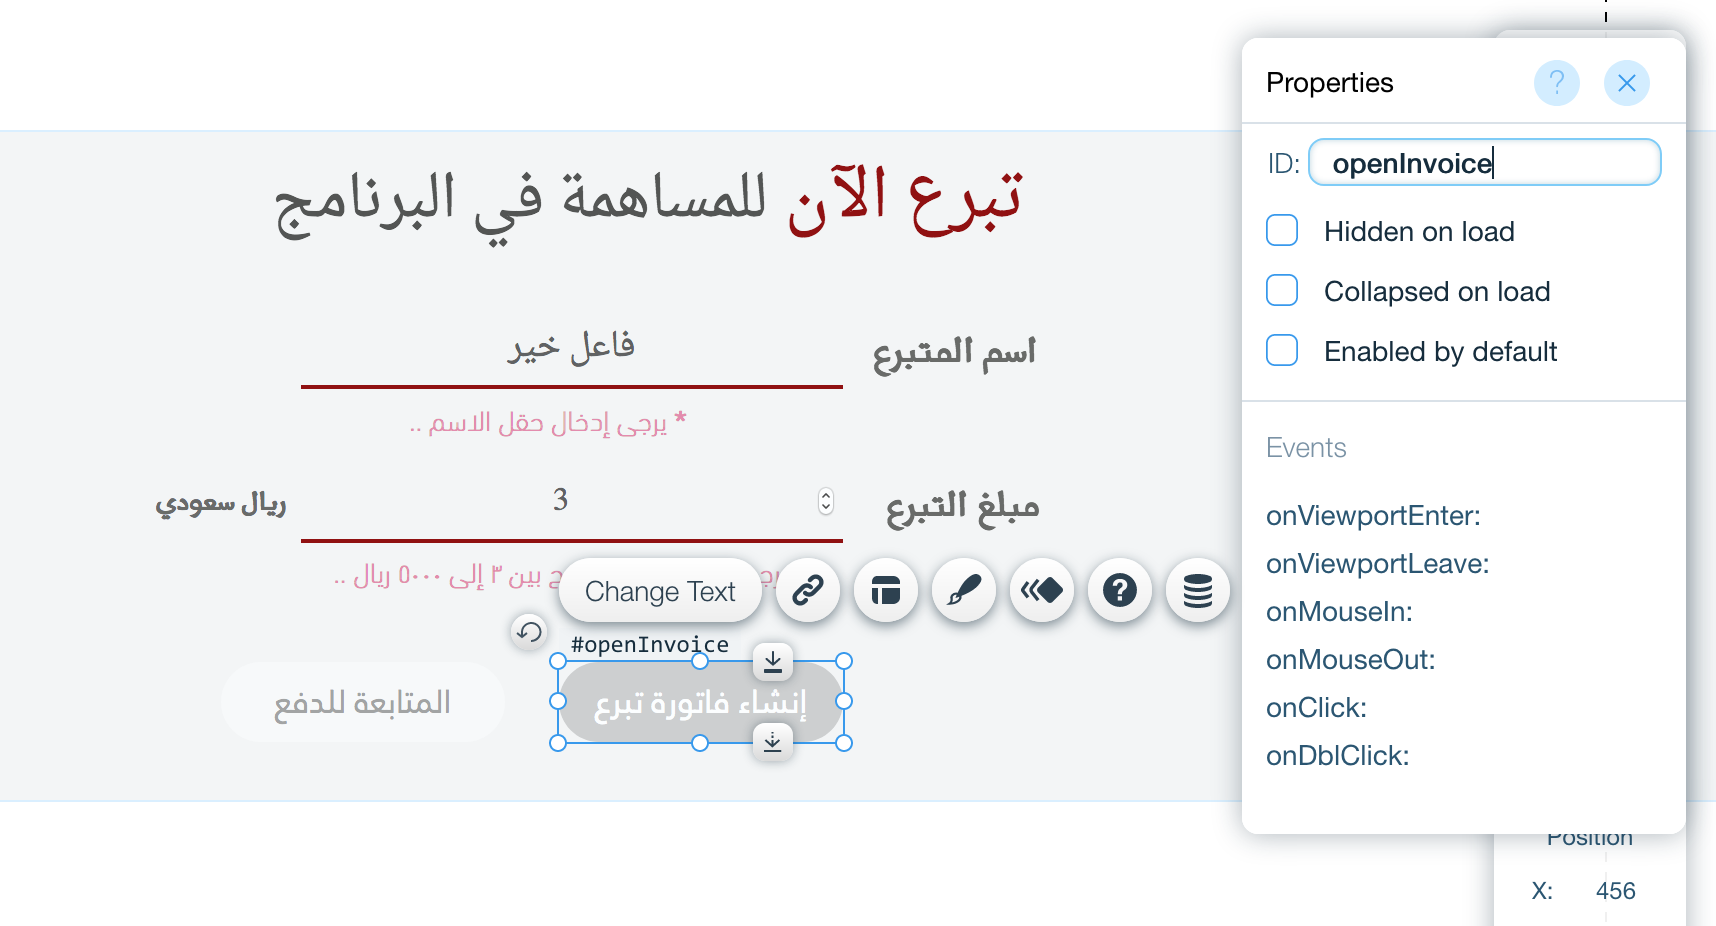 تبرع الآن للمساهمة في البرنامج
اسم المتبرع
فاعل خير
* يرجى إدخال حقل الاسم ..
مبلغ التبرع
3
ريال سعودي
بين ٣ إلى ٥٠٠٠ ريال ..
Change Text
#openInvoice
إنشاء فاتورة تبرع
المتابعة للدفع
Properties
?
ID: openInvoice
Hidden on load
Collapsed on load
Enabled by default
Events
onViewportEnter:
onViewportLeave:
onMouseIn:
onMouseOut:
onClick:
onDblClick:
Position
X: 456